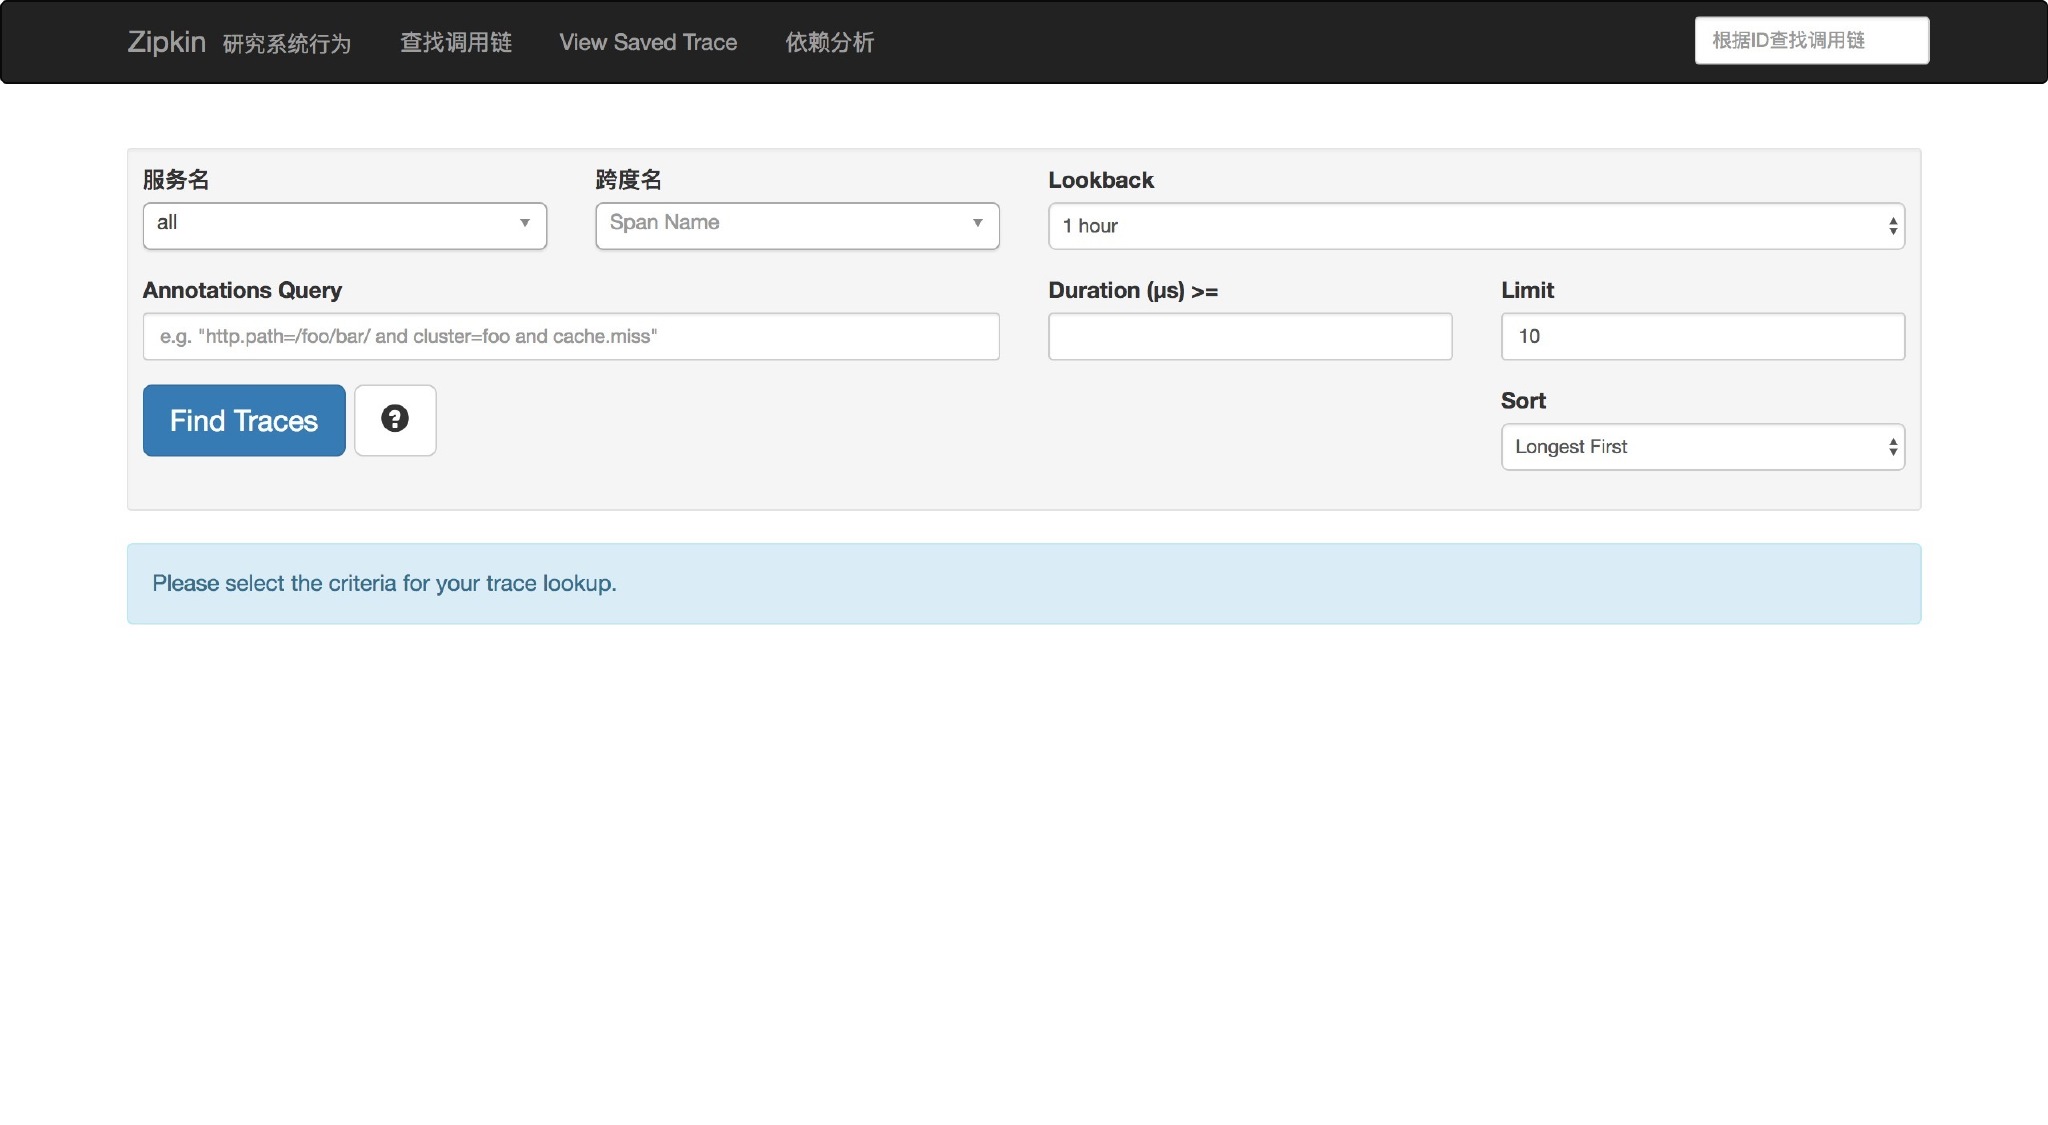 Zipkin 研究系统行为 查找调用链 View Saved Trace 依赖分析 根据ID查找调用链
服务名 跨度名 Lookback
all Span Name 1 hour
Annotations Query Duration (μs) >= Limit
e.g. "http.path=/foo/bar/ and cluster=foo and cache.miss" 10
Find Traces ? Sort
Longest First
Please select the criteria for your trace lookup.